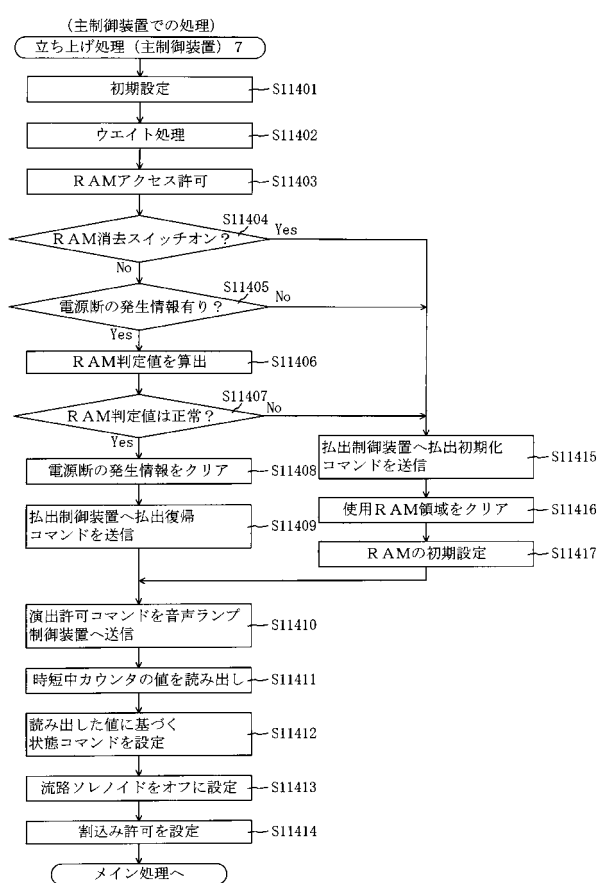 (主制御装置での処理)
立ち上げ処理(主制御装置)7
初期設定
S11401
ウエイト処理
S11402
RAMアクセス許可
S11403
S11404
RAM消去スイッチオン?
Yes
No
S11405
電源断の発生情報有り?
No
Yes
RAM判定値を算出
S11406
S11407
RAM判定値は正常?
No
Yes
電源断の発生情報をクリア
S11408
払出制御装置へ払出復帰
コマンドを送信
S11409
払出制御装置へ払出初期化
コマンドを送信
S11415
使用RAM領域をクリア
S11416
RAMの初期設定
S11417
演出許可コマンドを音声ランプ
制御装置へ送信
S11410
時短中カウンタの値を読み出し
S11411
読み出した値に基づく
状態コマンドを設定
S11412
流路ソレノイドをオフに設定
S11413
割込み許可を設定
S11414
メイン処理へ